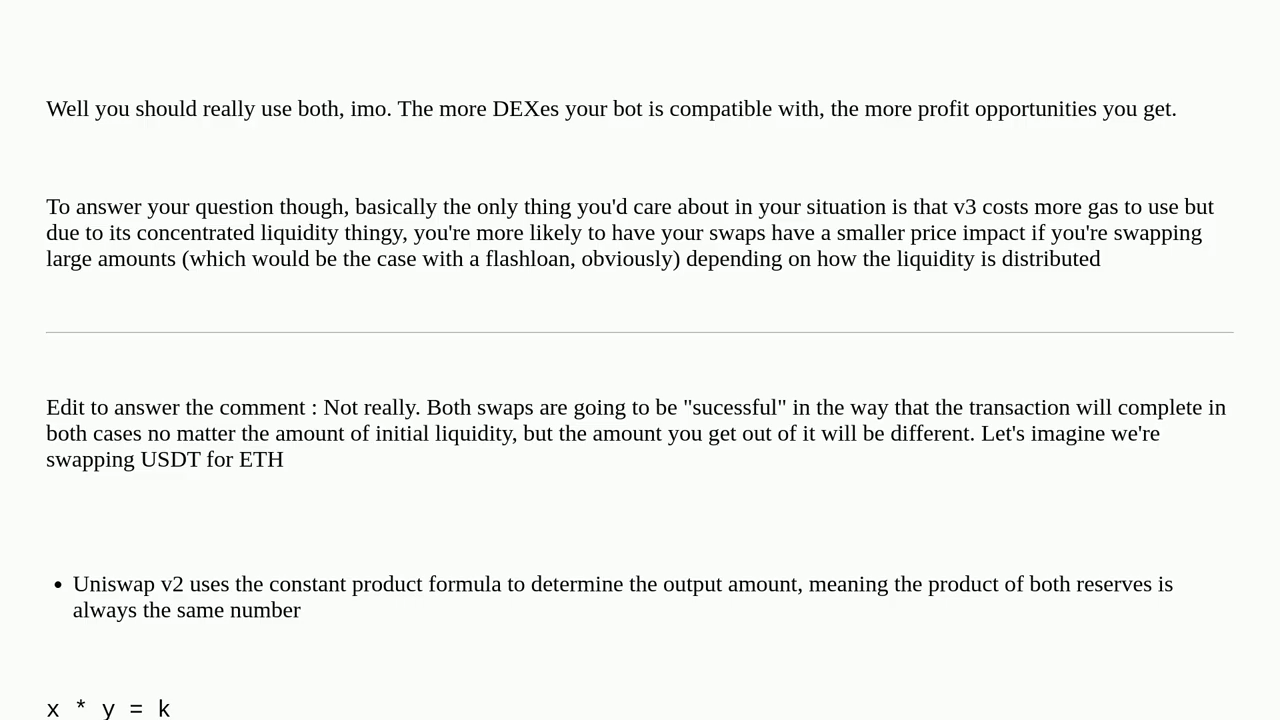 Well you should really use both, imo. The more DEXes your bot is compatible with, the more profit opportunities you get.
To answer your question though, basically the only thing you'd care about in your situation is that v3 costs more gas to use but
due to its concentrated liquidity thingy, you're more likely to have your swaps have a smaller price impact if you're swapping
large amounts (which would be the case with a flashloan, obviously) depending on how the liquidity is distributed
Edit to answer the comment : Not really. Both swaps are going to be "sucessful" in the way that the transaction will complete in
both cases no matter the amount of initial liquidity, but the amount you get out of it will be different. Let's imagine we're
swapping USDT for ETH
• Uniswap v2 uses the constant product formula to determine the output amount, meaning the product of both reserves is
always the same number
x * y = k